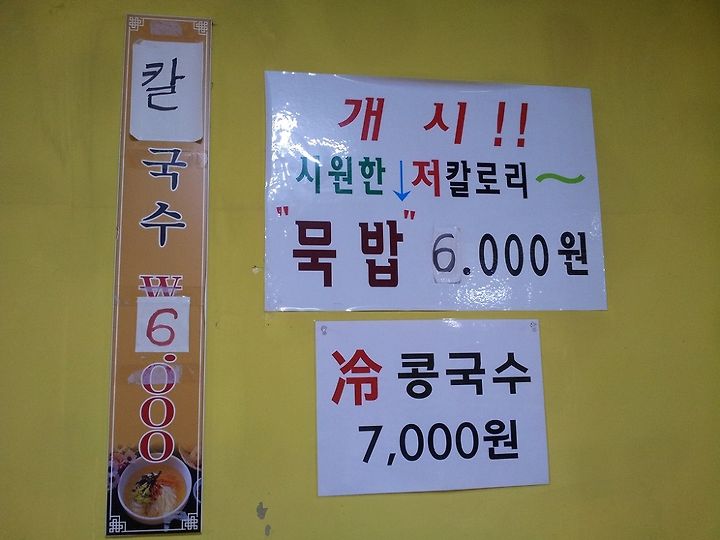 칼국수 ₩6.000
개시!!
시원한↓저칼로리~
"묵밥" 6.000원
冷 콩국수
7,000원